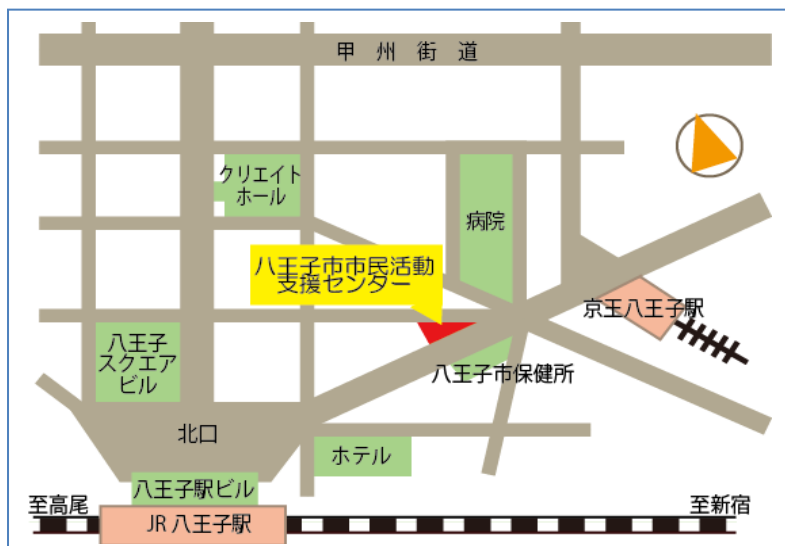 甲州街道
クリエイト
ホール
病院
八王子市市民活動
支援センター
京王八王子駅
八王子
スクエア
ビル
八王子市保健所
北口
ホテル
八王子駅ビル
至高尾
至新宿
JR八王子駅